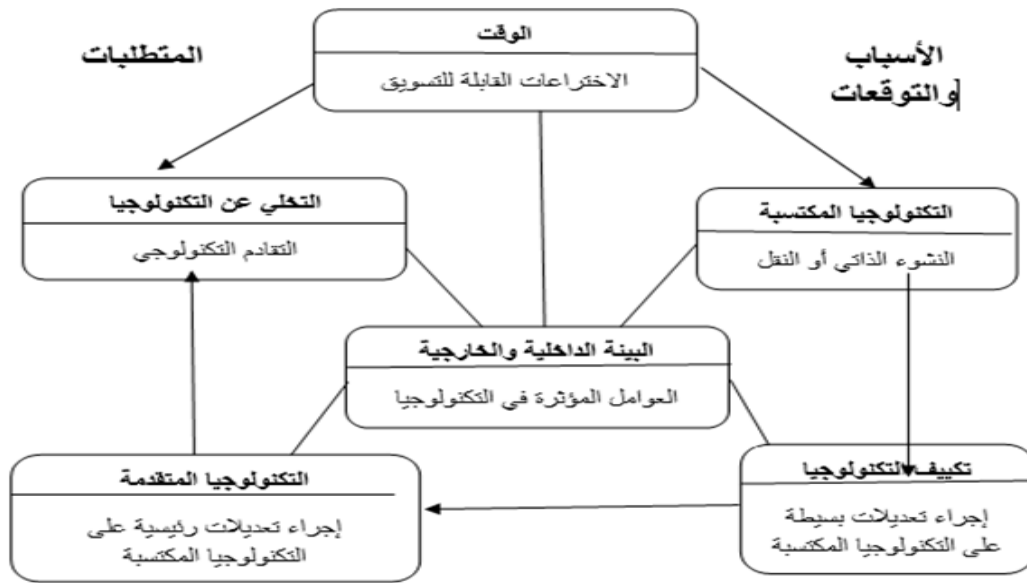 الوقت
الاختراعات القابلة للتسويق
الأسباب
والتوقعات
المتطلبات
التكنولوجيا المكتسبة
النشوء الذاتي أو النقل
التخلي عن التكنولوجيا
التقادم التكنولوجي
البيئة الداخلية والخارجية
العوامل المؤثرة في التكنولوجيا
تكييف التكنولوجيا
إجراء تعديلات بسيطة
على التكنولوجيا المكتسبة
التكنولوجيا المتقدمة
إجراء تعديلات رئيسية على
التكنولوجيا المكتسبة